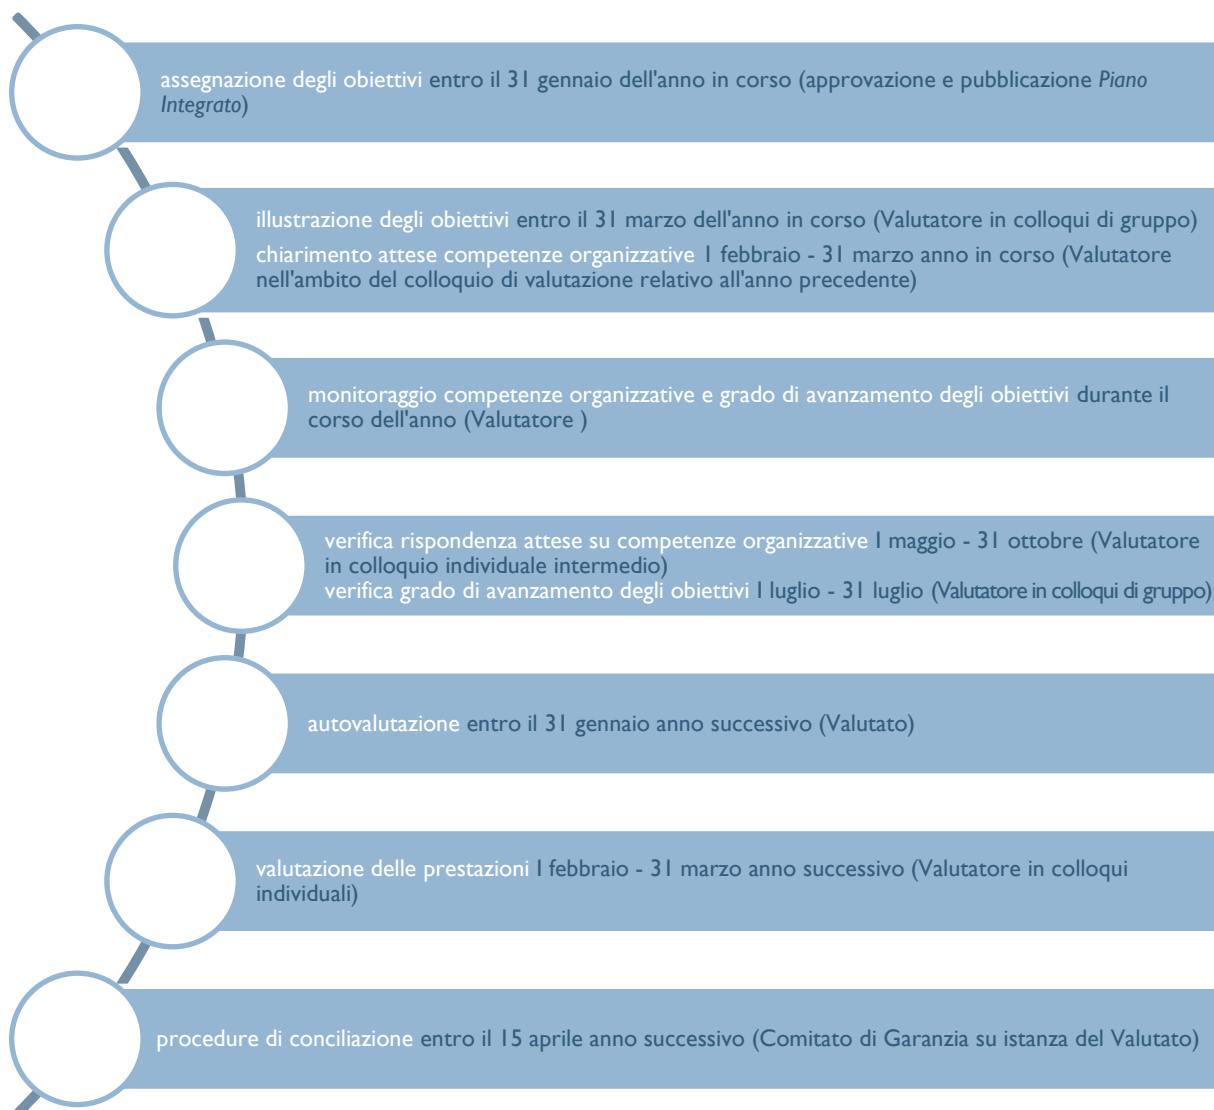 assegnazione degli obiettivi entro il 31 gennaio dell'anno in corso (approvazione e pubblicazione Piano
Integrato)
illustrazione degli obiettivi entro il 31 marzo dell'anno in corso (Valutatore in colloqui di gruppo)
chiarimento attese competenze organizzative 1 febbraio - 31 marzo anno in corso (Valutatore
nell'ambito del colloquio di valutazione relativo all'anno precedente)
monitoraggio competenze organizzative e grado di avanzamento degli obiettivi durante il
corso dell'anno (Valutatore )
verifica rispondenza attese su competenze organizzative 1 maggio - 31 ottobre (Valutatore
in colloquio individuale intermedio)
verifica grado di avanzamento degli obiettivi 1 luglio - 31 luglio (Valutatore in colloqui di gruppo)
autovalutazione entro il 31 gennaio anno successivo (Valutato)
valutazione delle prestazioni 1 febbraio - 31 marzo anno successivo (Valutatore in colloqui
individuali)
procedure di conciliazione entro il 15 aprile anno successivo (Comitato di Garanzia su istanza del Valutato)